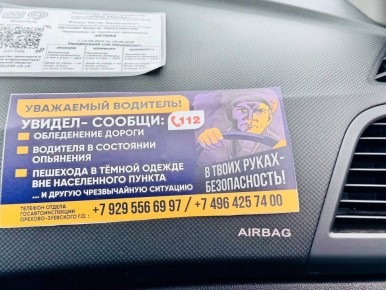 УВАЖАЕМЫЙ ВОДИТЕЛЬ!
УВИДЕЛ- СООБЩИ: 112
ОБЛЕДЕНЕНИЕ ДОРОГИ
ВОДИТЕЛЯ В СОСТОЯНИИ
ОПЬЯНЕНИЯ
ПЕШЕХОДА В ТЁМНОЙ ОДЕЖДЕ
ВНЕ НАСЕЛЕННОГО ПУНКТА
... И ДРУГУЮ ЧРЕЗВЫЧАЙНУЮ СИТУАЦИЮ
В ТВОИХ РУКАХ-
БЕЗОПАСНОСТЬ!
ТЕЛЕФОН ОТДЕЛА
ГОСАВТОИНСПЕКЦИИ
ОРЕХОВО-ЗУЕВСКОГО Г.О. :
+7 929 556 69 97 / +7 496 425 74 00
AIRBAG